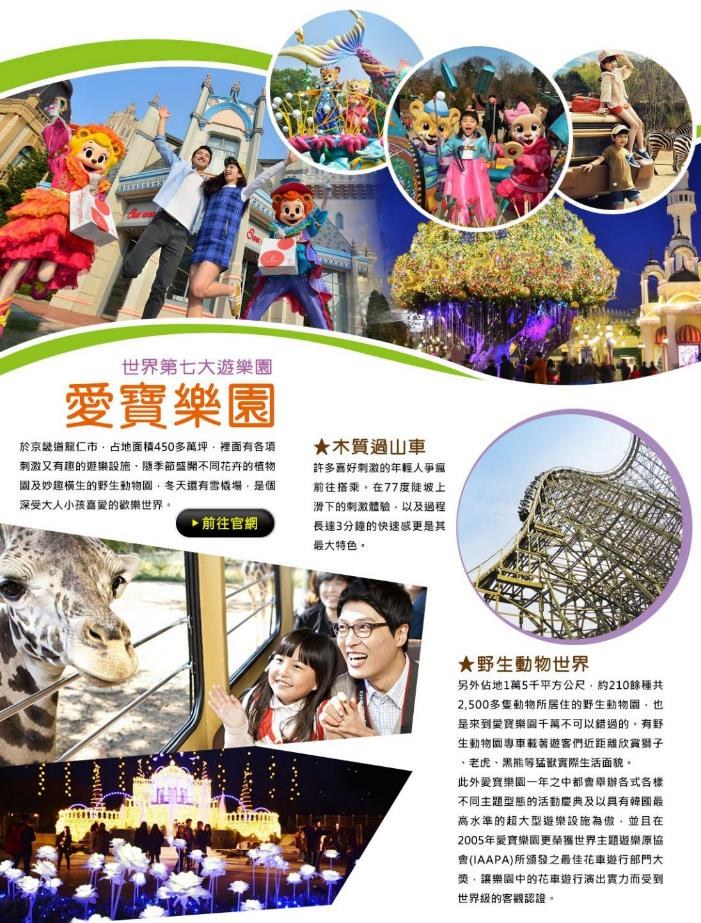 世界第七大遊樂園
愛寶樂園
於京畿道龍仁市，占地面積450多萬坪，裡面有各項
刺激又有趣的遊樂設施、隨季節盛開不同花卉的植物
園及妙趣橫生的野生動物園，冬天還有雪橇場，是個
深受大人小孩喜愛的歡樂世界。
▶前往官網
★木質過山車
許多喜好刺激的年輕人爭瘋
前往搭乘。在77度陡坡上
滑下的刺激體驗，以及過程
長達3分鐘的快速感更是其
最大特色。
★野生動物世界
另外佔地1萬5千平方公尺，約210餘種共
2,500多隻動物所居住的野生動物園，也
是來到愛寶樂園千萬不可以錯過的。有野
生動物園專車載著遊客們近距離欣賞獅子
、老虎、黑熊等猛獸實際生活面貌。
此外愛寶樂園一年之中都會舉辦各式各樣
不同主題型態的活動慶典及以具有韓國最
高水準的超大型遊樂設施為傲，並且在
2005年愛寶樂園更榮獲世界主題遊樂原協
會(IAAPA)所頒發之最佳花車遊行部門大
獎，讓樂園中的花車遊行演出實力而受到
世界級的客觀認證。